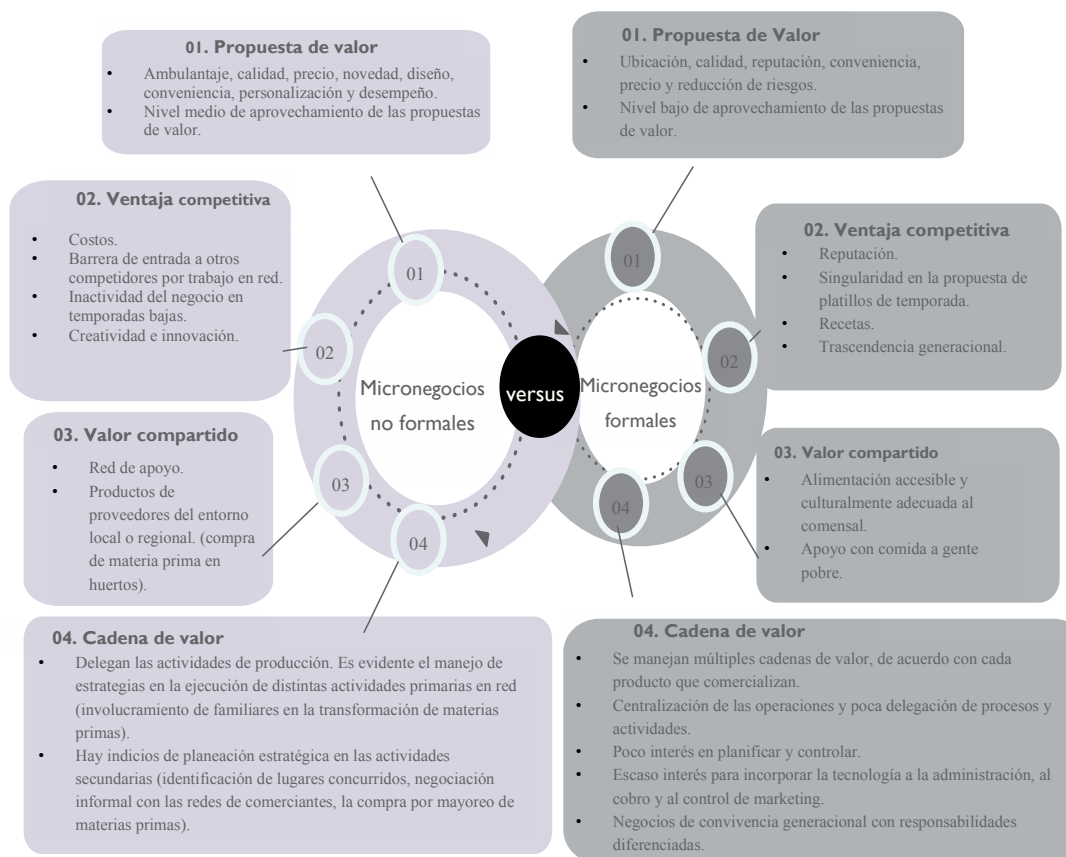 01. Propuesta de valor
• Ambulantaje, calidad, precio, novedad, diseño,
conveniencia, personalización y desempeño.
• Nivel medio de aprovechamiento de las propuestas
de valor.
01. Propuesta de Valor
• Ubicación, calidad, reputación, conveniencia,
precio y reducción de riesgos.
• Nivel bajo de aprovechamiento de las propuestas
de valor.
02. Ventaja competitiva
• Costos.
• Barrera de entrada a otros
competidores por trabajo en red.
• Inactividad del negocio en
temporadas bajas.
• Creatividad e innovación.
01
02
03
04
Micronegocios
no formales
versus
Micronegocios
formales
01
02
03
04
02. Ventaja competitiva
• Reputación.
• Singularidad en la propuesta de
platillos de temporada.
• Recetas.
• Trascendencia generacional.
03. Valor compartido
• Red de apoyo.
• Productos de
proveedores del entorno
local o regional. (compra
de materia prima en
huertos).
03. Valor compartido
• Alimentación accesible y
culturalmente adecuada al
comensal.
• Apoyo con comida a gente
pobre.
04. Cadena de valor
• Delegan las actividades de producción. Es evidente el manejo de
estrategias en la ejecución de distintas actividades primarias en red
(involucramiento de familiares en la transformación de materias
primas).
• Hay indicios de planeación estratégica en las actividades
secundarias (identificación de lugares concurridos, negociación
informal con las redes de comerciantes, la compra por mayoreo de
materias primas).
04. Cadena de valor
• Se manejan múltiples cadenas de valor, de acuerdo con cada
producto que comercializan.
• Centralización de las operaciones y poca delegación de procesos y
actividades.
• Poco interés en planificar y controlar.
• Escaso interés para incorporar la tecnología a la administración, al
cobro y al control de marketing.
• Negocios de convivencia generacional con responsabilidades
diferenciadas.